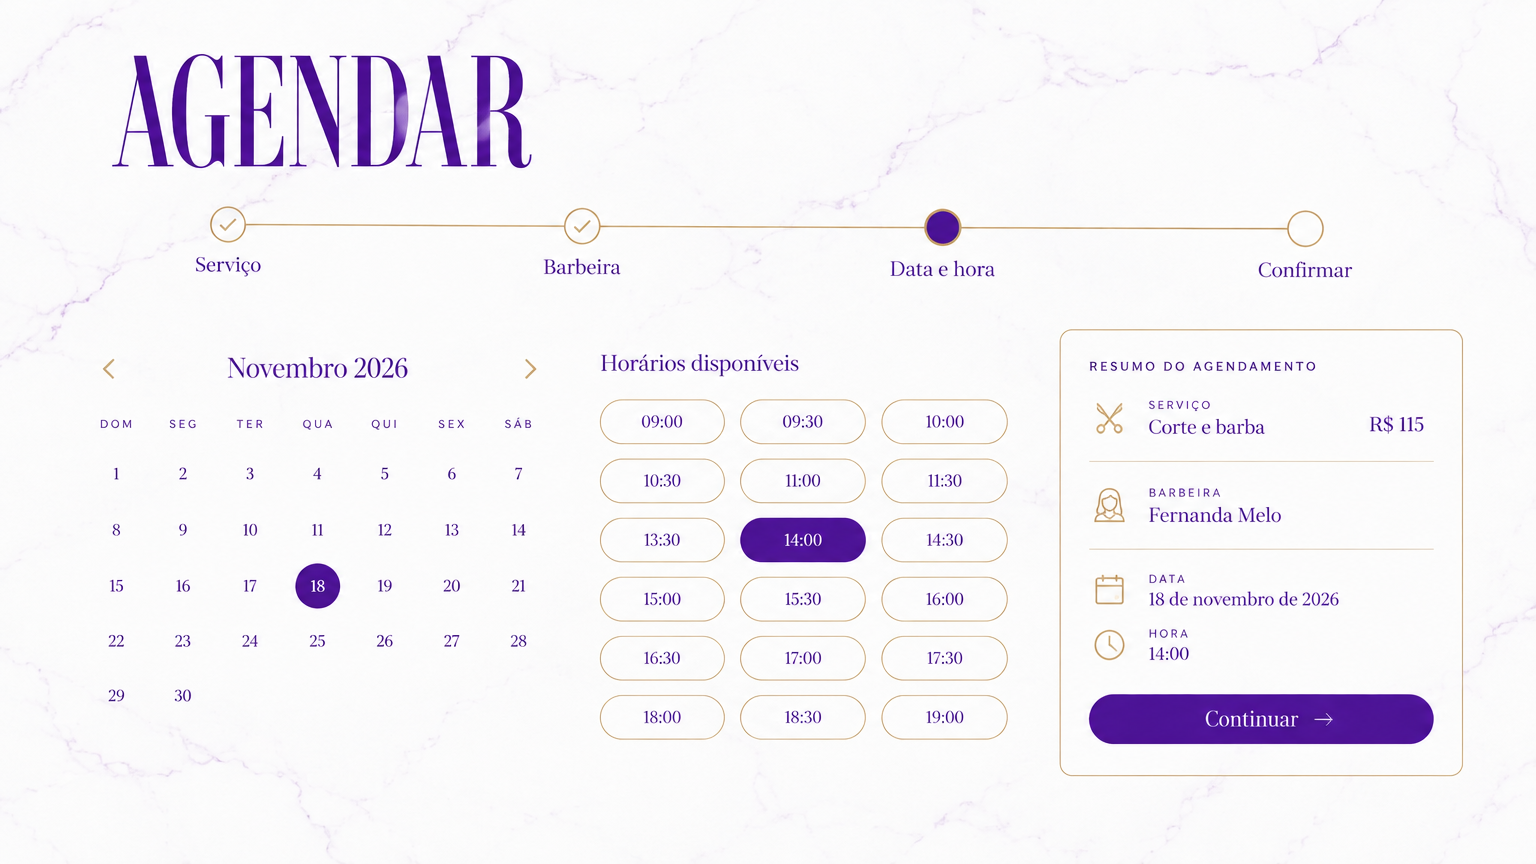 AGENDAR
Serviço
Barbeira
Data e hora
Confirmar
Novembro 2026
DOM SEG TER QUA QUI SEX SÁB
1 2 3 4 5 6 7
8 9 10 11 12 13 14
15 16 17 18 19 20 21
22 23 24 25 26 27 28
29 30
Horários disponíveis
09:00 09:30 10:00
10:30 11:00 11:30
13:30 14:00 14:30
15:00 15:30 16:00
16:30 17:00 17:30
18:00 18:30 19:00
RESUMO DO AGENDAMENTO
SERVIÇO
Corte e barba R$ 115
BARBEIRA
Fernanda Melo
DATA
18 de novembro de 2026
HORA
14:00
Continuar →